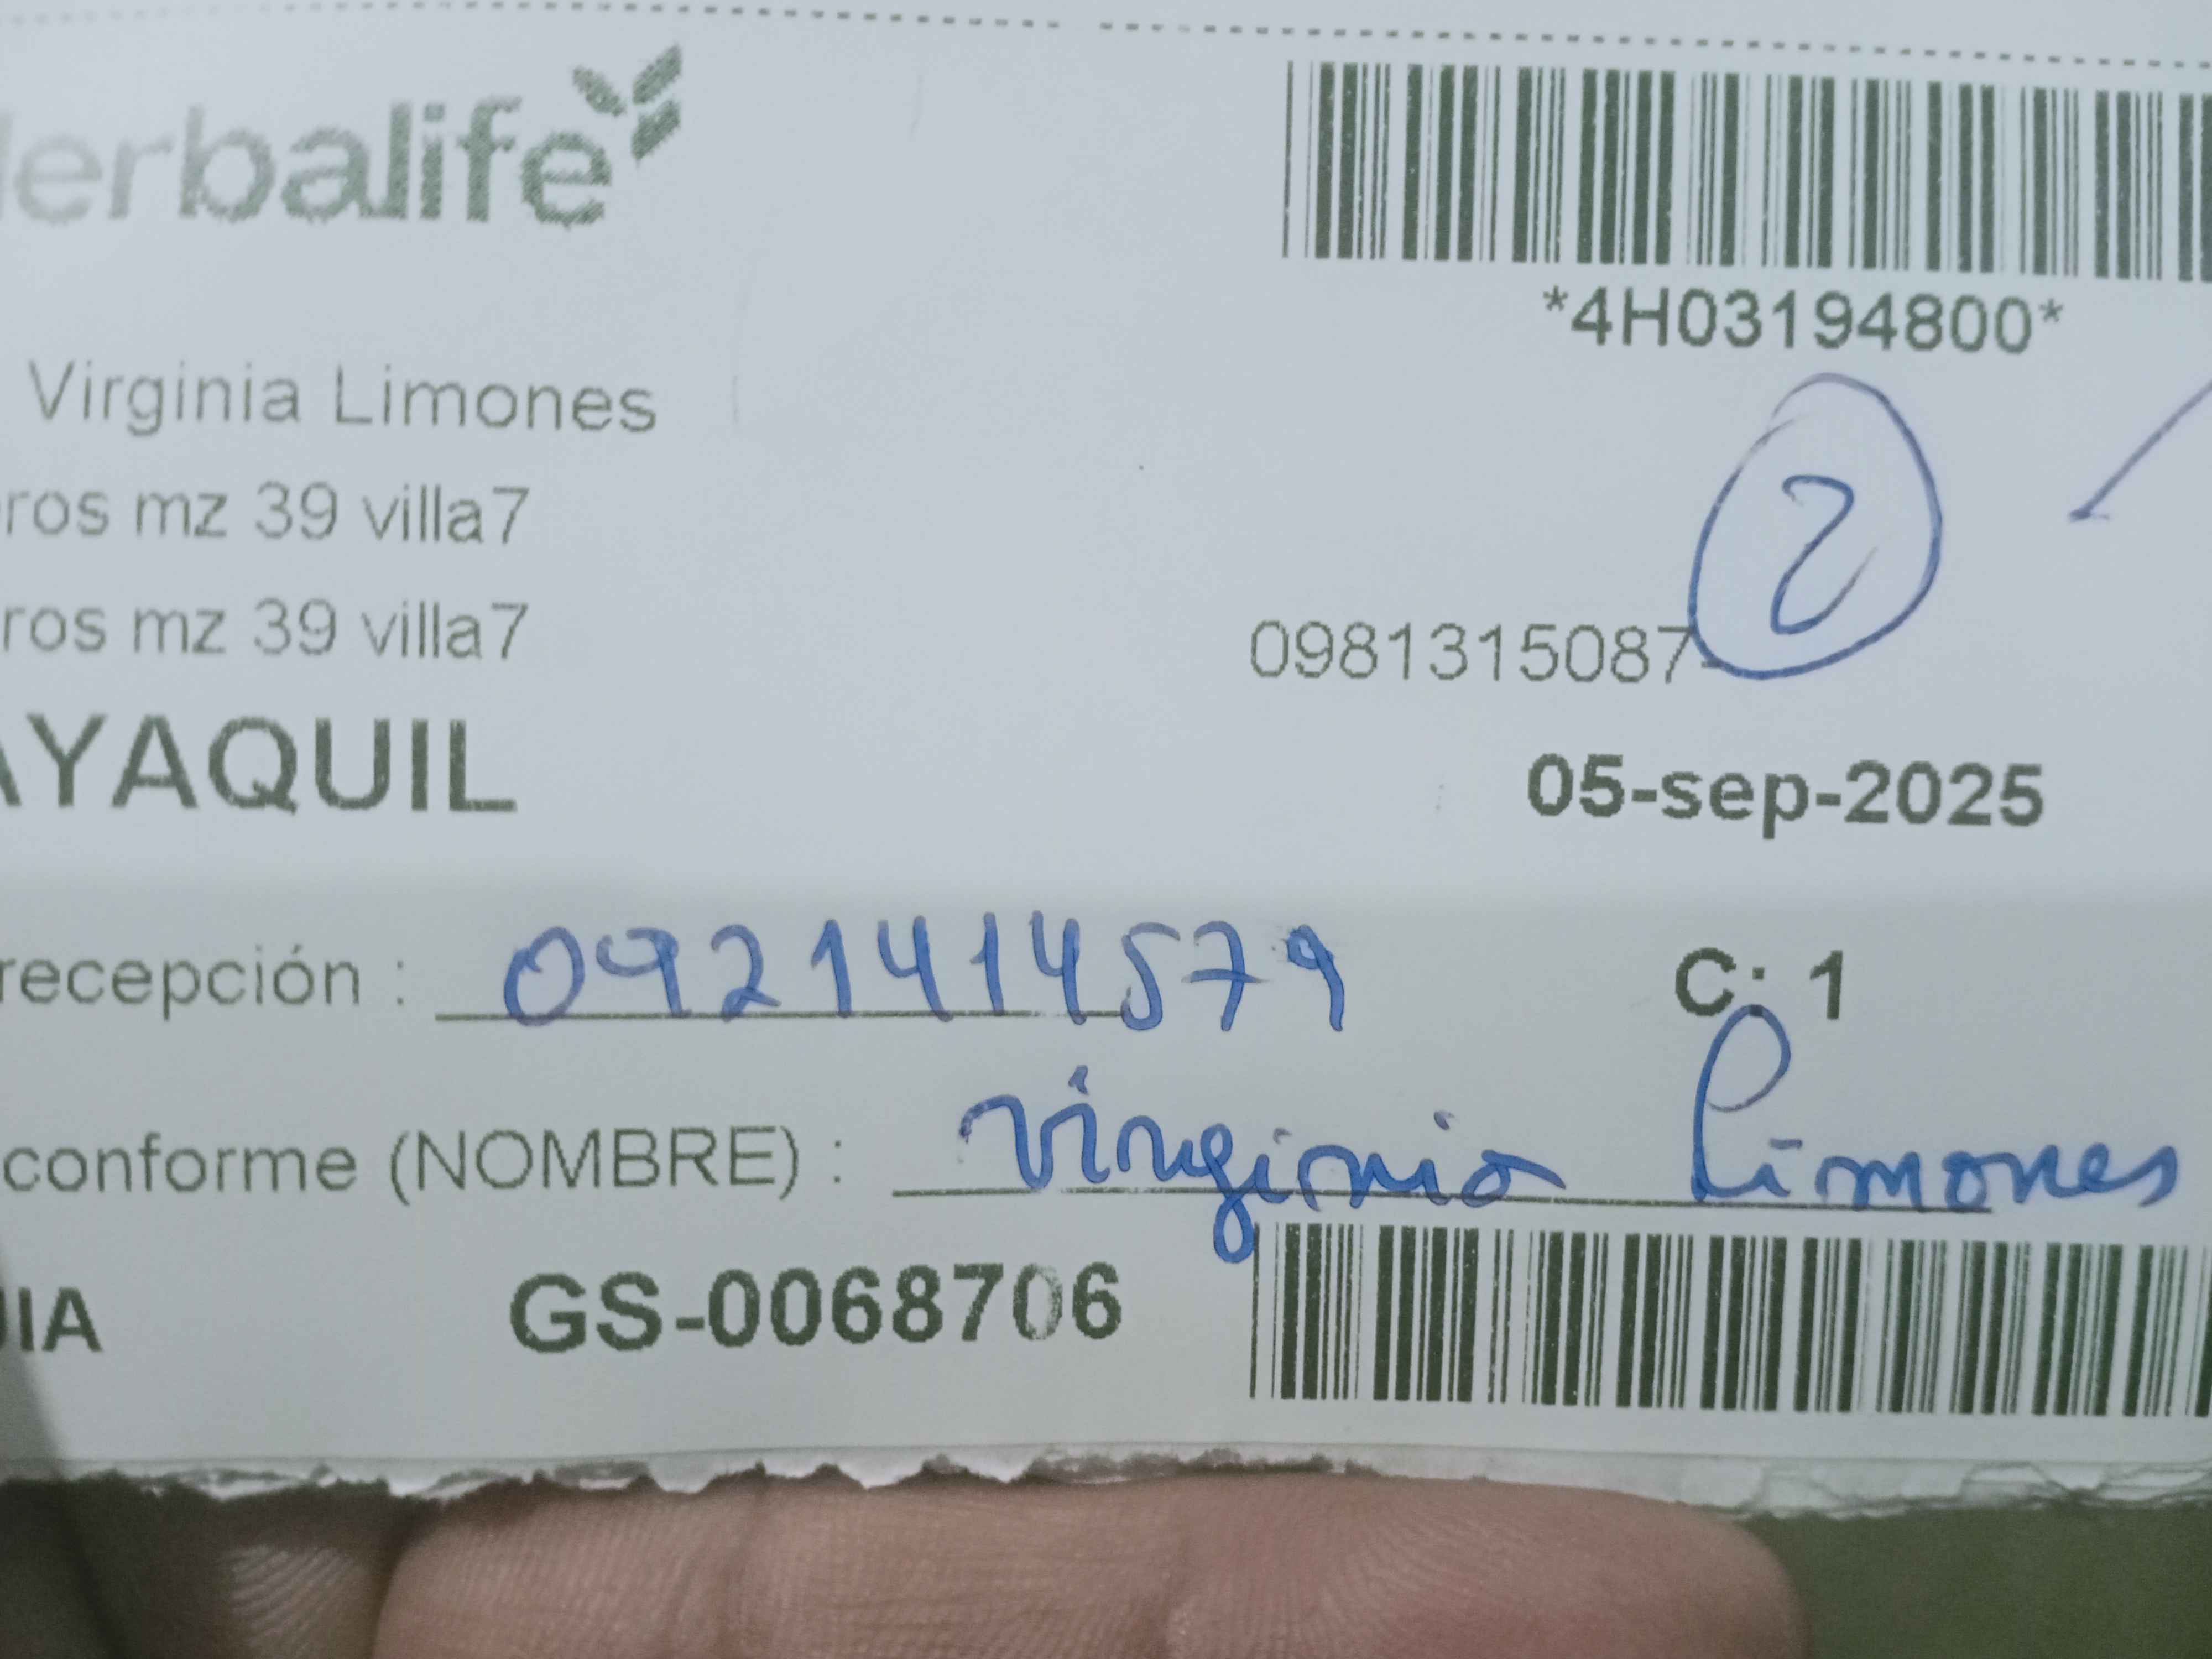 Herbalife
*4H03194800*
Virginia Limones
ros mz 39 villa7
2
ros mz 39 villa7
0981315087-
AYAQUIL
05-sep-2025
recepción : 0921414579
C: 1
conforme (NOMBRE) : Virginia Limones
IA
GS-0068706